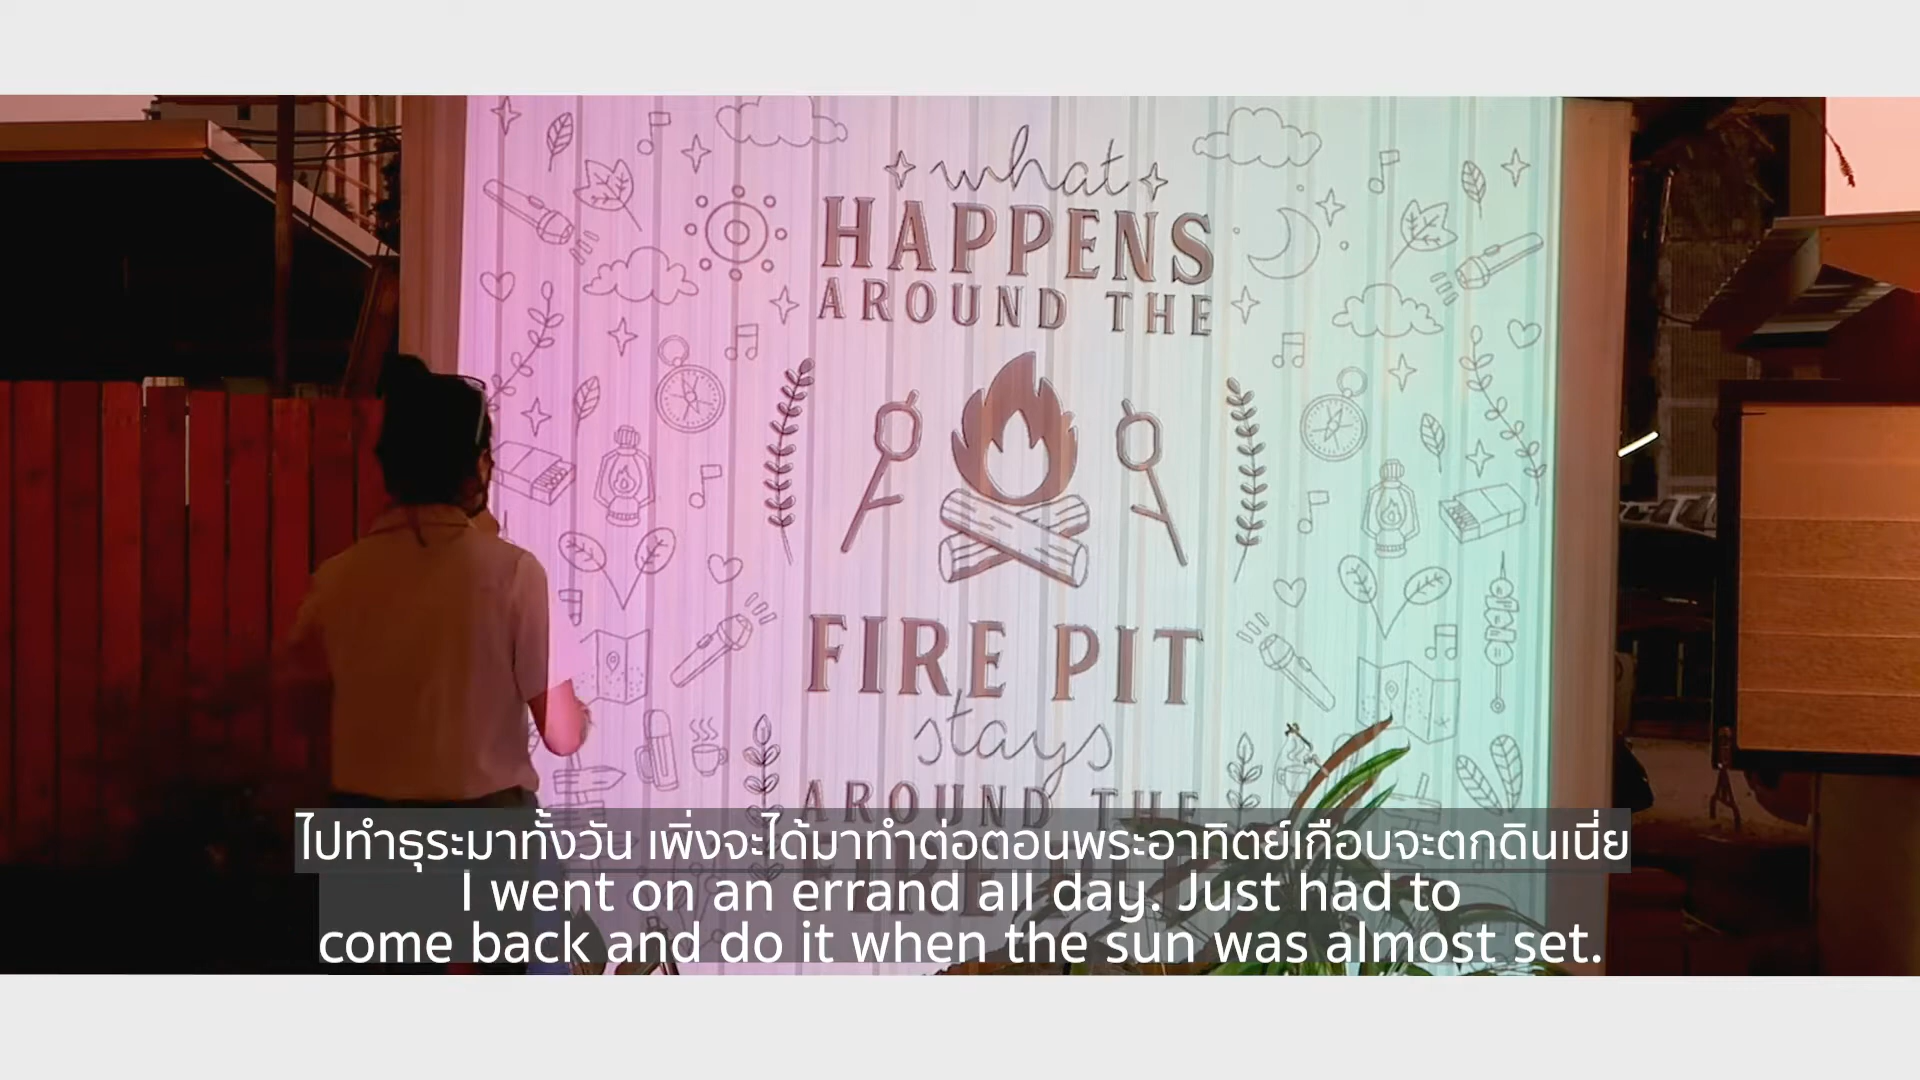 what
HAPPENS
AROUND THE
FIRE PIT
stays
AROUND THE
FIRE PIT
ไปทำธุระมาทั้งวัน เพิ่งจะได้มาทำต่อตอนพระอาทิตย์เกือบจะตกดินเนี่ย
I went on an errand all day. Just had to
come back and do it when the sun was almost set.